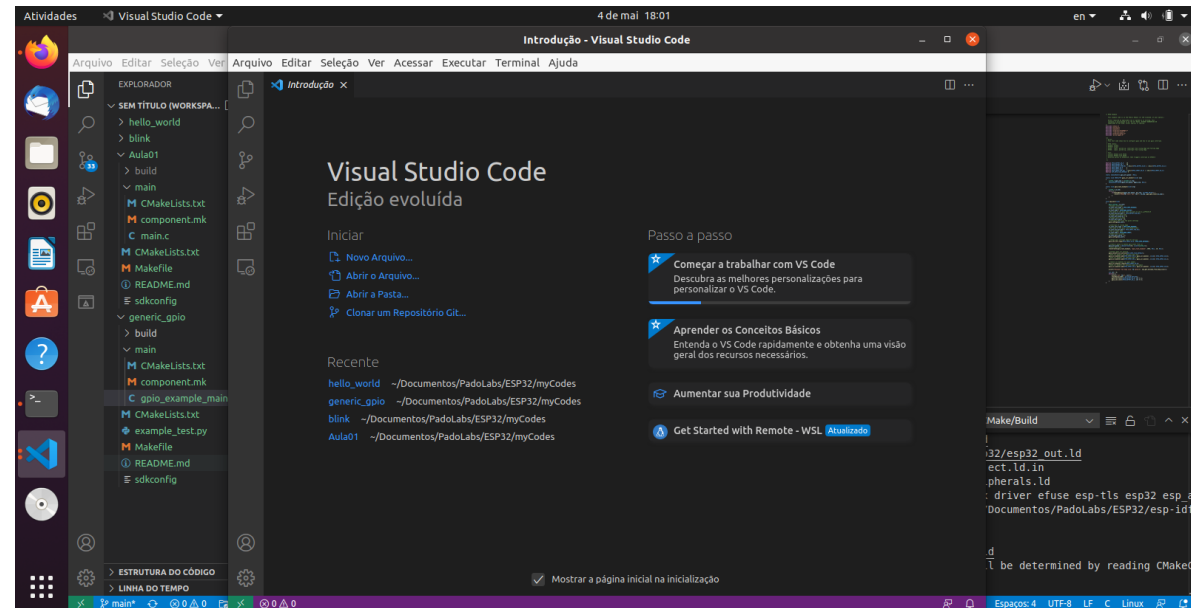 Atividades Visual Studio Code 4 de mai 18:01 en
Introdução - Visual Studio Code
Arquivo Editar Seleção Ver
Arquivo Editar Seleção Ver Acessar Executar Terminal Ajuda
EXPLORADOR
SEM TÍTULO (WORKSPA...
hello_world
blink
Aula01
build
main
M CMakeLists.txt
M component.mk
C main.c
M CMakeLists.txt
M Makefile
README.md
sdkconfig
generic_gpio
build
main
M CMakeLists.txt
M component.mk
C gpio_example_main
M CMakeLists.txt
example_test.py
M Makefile
README.md
sdkconfig
ESTRUTURA DO CÓDIGO
LINHA DO TEMPO
33
main* 0 0
Introdução
Visual Studio Code
Edição evoluída
Iniciar
Novo Arquivo...
Abrir o Arquivo...
Abrir a Pasta...
Clonar um Repositório Git...
Recente
hello_world ~/Documentos/PadoLabs/ESP32/myCodes
generic_gpio ~/Documentos/PadoLabs/ESP32/myCodes
blink ~/Documentos/PadoLabs/ESP32/myCodes
Aula01 ~/Documentos/PadoLabs/ESP32/myCodes
Passo a passo
Começar a trabalhar com VS Code
Descubra as melhores personalizações para
personalizar o VS Code.
Aprender os Conceitos Básicos
Entenda o VS Code rapidamente e obtenha uma visão
geral dos recursos necessários.
Aumentar sua Produtividade
Get Started with Remote - WSL Atualizado
Mostrar a página inicial na inicialização
0 0
Make/Build
32/esp32_out.ld
ect.ld.in
pherals.ld
driver efuse esp-tls esp32 esp_a
Documentos/PadoLabs/ESP32/esp-idf
d
l be determined by reading CMakeC
Espaços: 4 UTF-8 LF C Linux